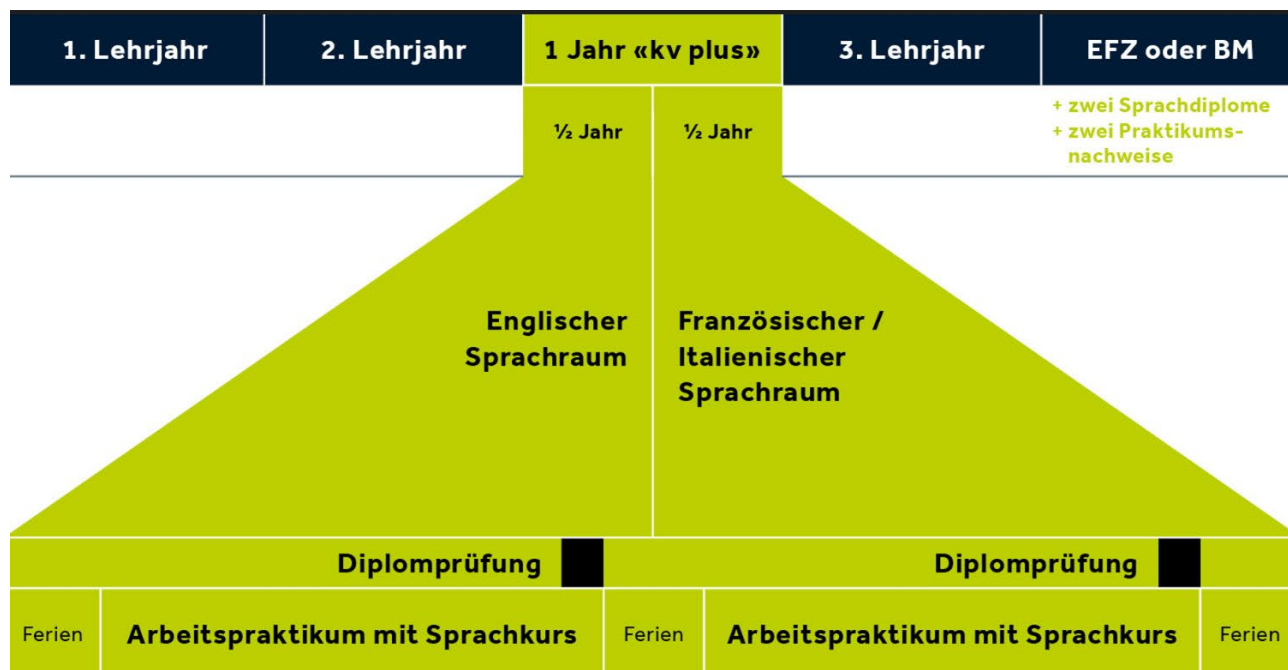 1. Lehrjahr
2. Lehrjahr
1 Jahr «kv plus»
3. Lehrjahr
EFZ oder BM
½ Jahr
½ Jahr
+ zwei Sprachdiplome
+ zwei Praktikums-
nachweise
Englischer
Sprachraum
Französischer /
Italienischer
Sprachraum
Diplomprüfung
Diplomprüfung
Ferien
Arbeitspraktikum mit Sprachkurs
Ferien
Arbeitspraktikum mit Sprachkurs
Ferien